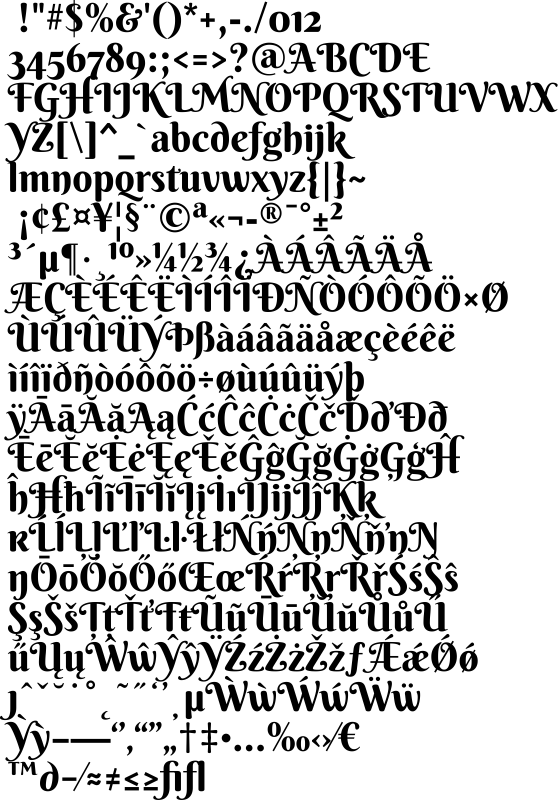 !"#$%&'()*+,-./012
3456789:;<=>?@ABCDE
FGHIJKLMNOPQRSTUVWX
YZ[\]^_`abcdefghijk
lmnopqrstuvwxyz{|}~
¡¢£¤¥¦§¨©ª«¬-®¯°±²
³´µ¶·¸¹º»¼½¾¿ÀÁÂÃÄÅ
ÆÇÈÉÊËÌÍÎÏÐÑÒÓÔÕÖ×Ø
ÙÚÛÜÝÞßàáâãäåæçèéêë
ìíîïðñòóôõö÷øùúûüýþ
ÿĀāĂăĄąĆćĈĉĊċČčĎďĐđ
ĒēĔĕĖėĘęĚěĜĝĞğĠġĢģĤ
ĥĦħĨĩĪīĬĭĮįİıĲĳĴĵĶķ
ĸĹĺĻļĽľĿŀŁłŃńŅņŇňŉŊ
ŋŌōŎŏŐőŒœŔŕŖŗŘřŚśŜŝ
ŞşŠšŢţŤťŦŧŨũŪūŬŭŮůŰ
űŲųŴŵŶŷŸŹźŻżŽžƒǼǽǾǿ
ȷˆˇ˘˙˚˛˜˝ʻʼ̦µẀẁẂẃẄẅ
Ỳỳ–—‘’‚“”„†‡•…‰‹›⁄€
™∂−∕≈≠≤≥ﬁﬂ